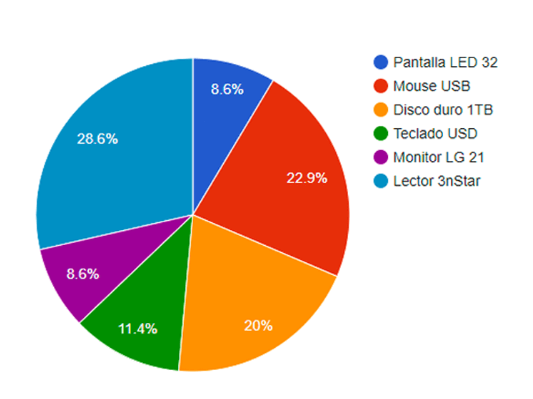 8.6%
22.9%
20%
11.4%
8.6%
28.6%
Pantalla LED 32
Mouse USB
Disco duro 1TB
Teclado USD
Monitor LG 21
Lector 3nStar